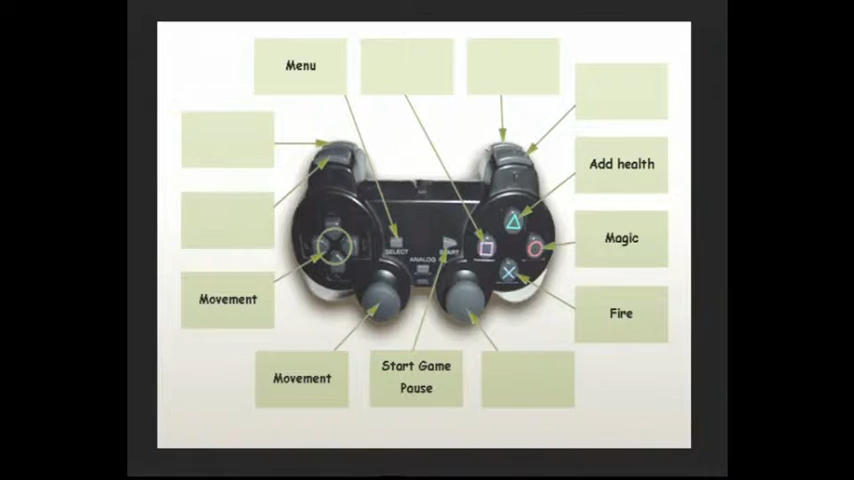 Menu
Add health
Magic
Movement
Fire
Movement
Start Game
Pause
SELECT
START
ANALOG